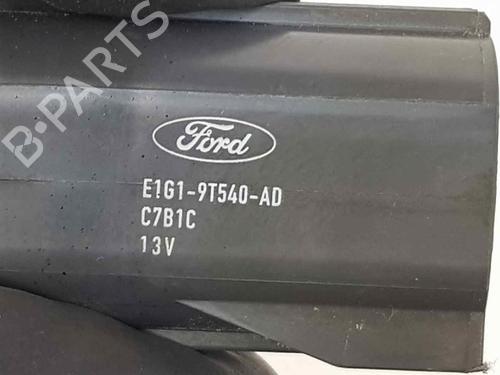 B-PARTS
Ford
E1G1-9T540-AD
C7B1C
13V